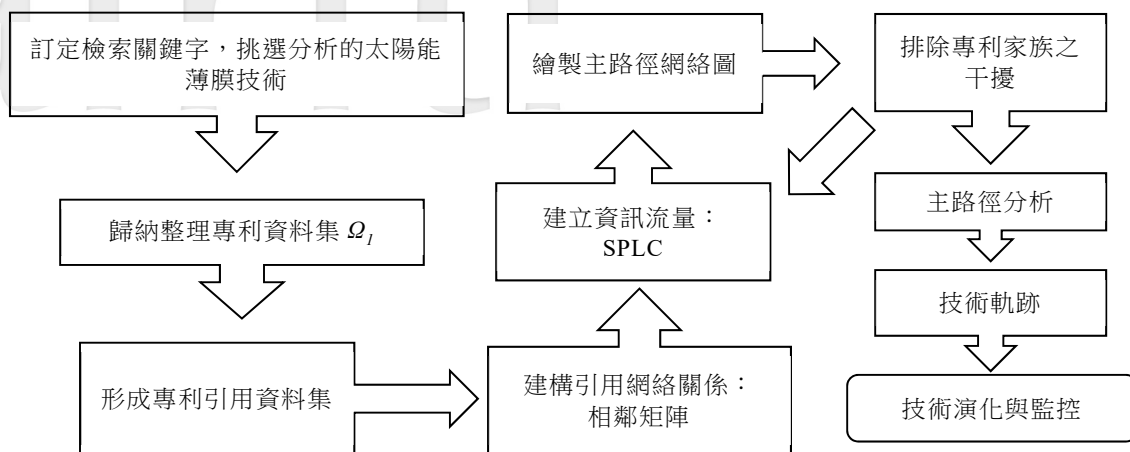 訂定檢索關鍵字，挑選分析的太陽能
薄膜技術
歸納整理專利資料集 Ω1
形成專利引用資料集
建構引用網絡關係：
相鄰矩陣
建立資訊流量：
SPLC
繪製主路徑網絡圖
排除專利家族之
干擾
主路徑分析
技術軌跡
技術演化與監控